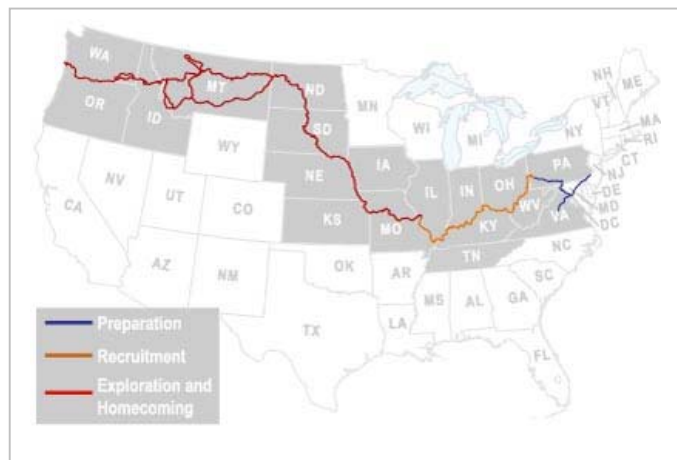 WA
OR
ID
MT
ND
SD
NE
KS
MN
IA
MO
WI
IL
IN
MI
OH
KY
TN
WV
VA
PA
NY
NH
VT
ME
MA
RI
CT
NJ
DE
MD
DC
NC
SC
WY
NV
UT
CO
CA
AZ
NM
OK
AR
TX
LA
MS
AL
GA
FL
Preparation
Recruitment
Exploration and
Homecoming